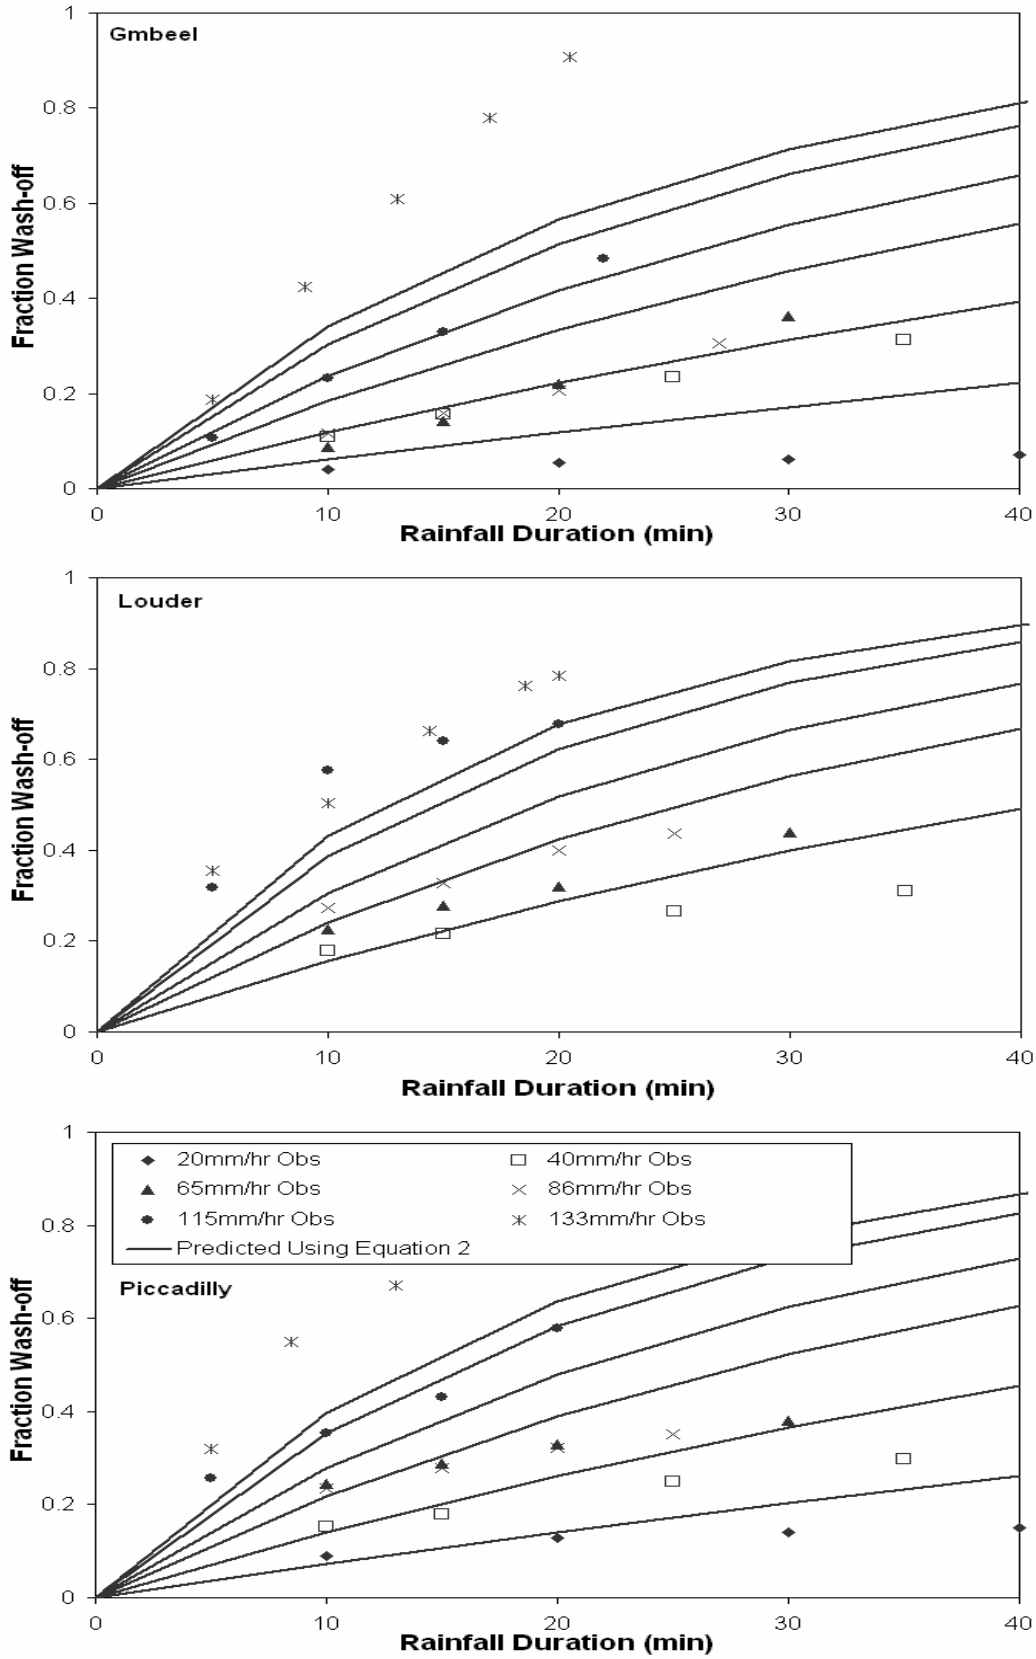 Gmbeel
Fraction Wash-off
1
0.8
0.6
0.4
0.2
0
0 10 20 30 40
Rainfall Duration (min)
Louder
Fraction Wash-off
1
0.8
0.6
0.4
0.2
0
0 10 20 30 40
Rainfall Duration (min)
Fraction Wash-off
1
0.8
0.6
0.4
0.2
0
20mm/hr Obs 40mm/hr Obs
65mm/hr Obs 86mm/hr Obs
115mm/hr Obs 133mm/hr Obs
Predicted Using Equation 2
Piccadilly
0 10 20 30 40
Rainfall Duration (min)